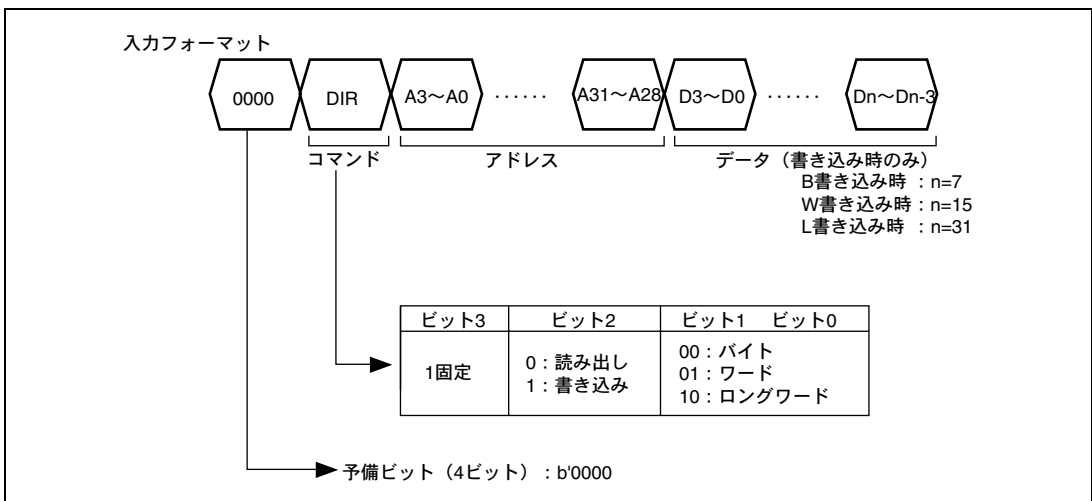 入力フォーマット
0000 DIR A3～A0 ······ A31～A28 D3～D0 ······ Dn～Dn-3
コマンド アドレス データ（書き込み時のみ）
B書き込み時 ：n=7
W書き込み時：n=15
L書き込み時 ：n=31
ビット3 ビット2 ビット1 ビット0
1固定 0：読み出し 00：バイト
1：書き込み 01：ワード
10：ロングワード
予備ビット（4ビット）：b'0000